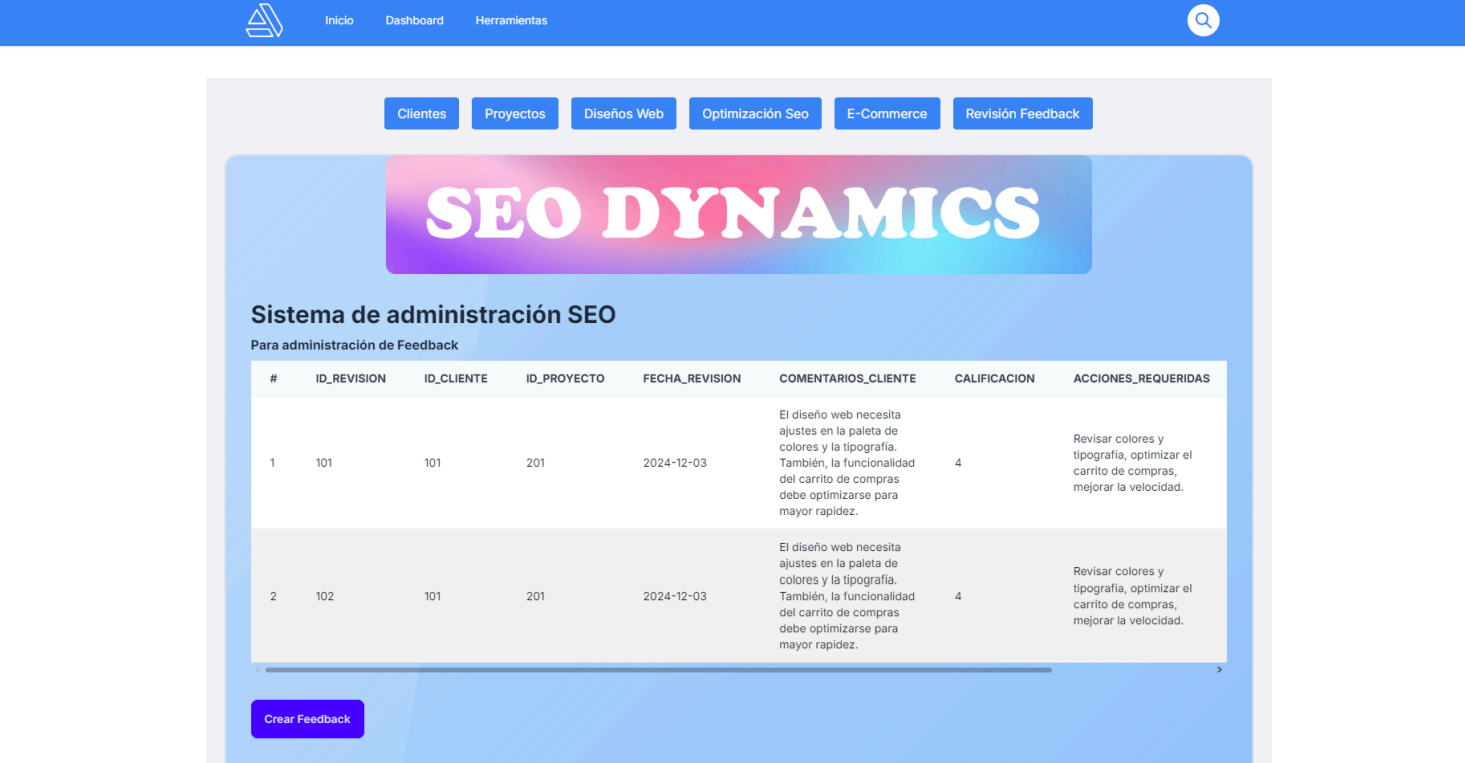 Inicio Dashboard Herramientas
Clientes Proyectos Diseños Web Optimización Seo E-Commerce Revisión Feedback
SEO DYNAMICS
Sistema de administración SEO
Para administración de Feedback
# ID_REVISION ID_CLIENTE ID_PROYECTO FECHA_REVISION COMENTARIOS_CLIENTE CALIFICACION ACCIONES_REQUERIDAS
1 101 101 201 2024-12-03
El diseño web necesita
ajustes en la paleta de
colores y la tipografía.
También, la funcionalidad
del carrito de compras
debe optimizarse para
mayor rapidez.
4
Revisar colores y
tipografía, optimizar el
carrito de compras,
mejorar la velocidad.
2 102 101 201 2024-12-03
El diseño web necesita
ajustes en la paleta de
colores y la tipografía.
También, la funcionalidad
del carrito de compras
debe optimizarse para
mayor rapidez.
4
Revisar colores y
tipografía, optimizar el
carrito de compras,
mejorar la velocidad.
Crear Feedback